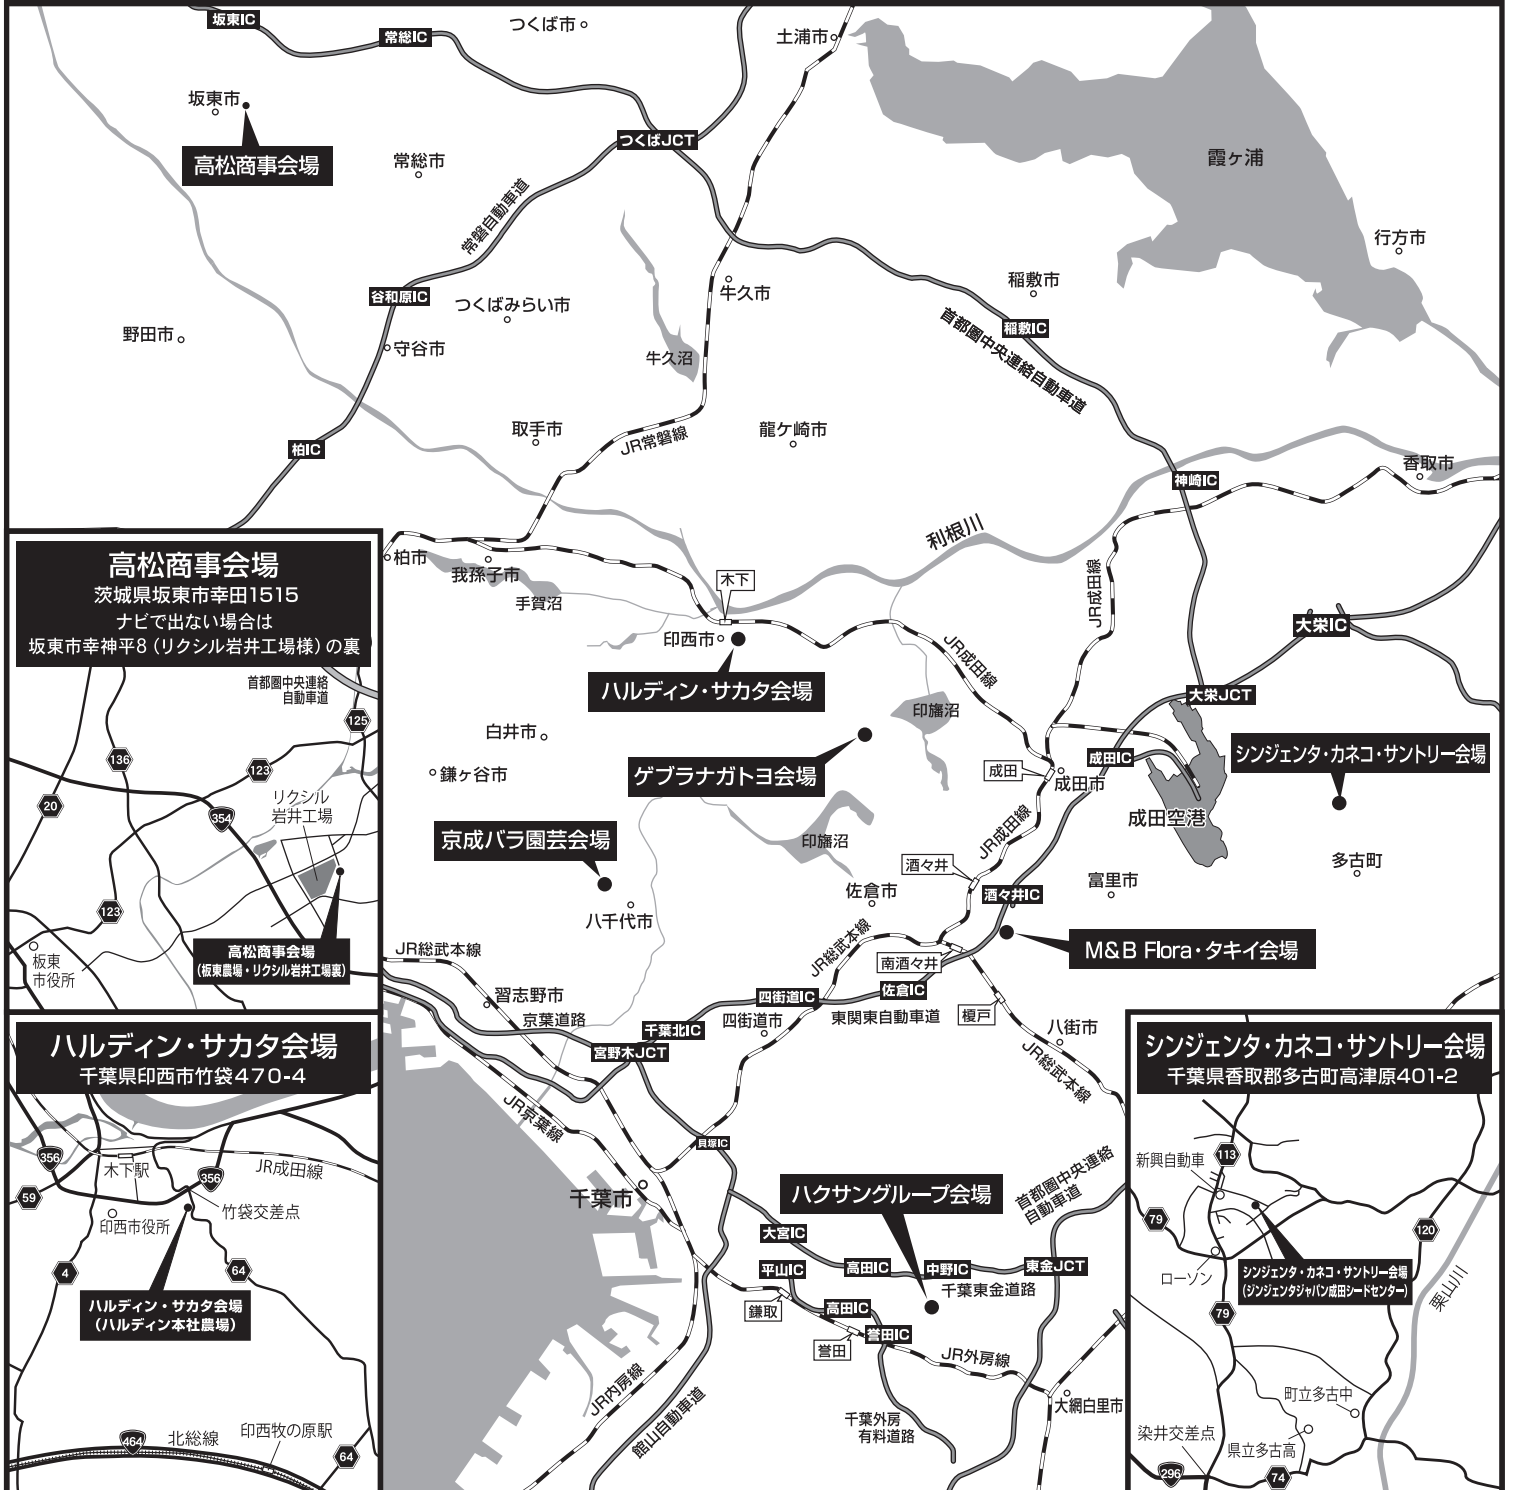 坂東IC
常総IC
つくば市
土浦市
坂東市
高松商事会場
常総市
つくばJCT
霞ヶ浦
常磐自動車道
行方市
谷和原IC
つくばみらい市
牛久市
稲敷市
稲敷IC
首都圏中央連絡自動車道
野田市
守谷市
牛久沼
取手市
JR常磐線
龍ケ崎市
柏IC
神崎IC
香取市
利根川
柏市
我孫子市
手賀沼
木下
印西市
JR成田線
JR成田線
大栄IC
ハルディン・サカタ会場
大栄JCT
印旛沼
白井市
鎌ヶ谷市
ゲブラナガトヨ会場
成田
成田IC
成田市
シンジェンタ・カネコ・サントリー会場
成田空港
京成バラ園芸会場
印旛沼
JR成田線
酒々井
多古町
八千代市
佐倉市
酒々井IC
富里市
M&B Flora・タキイ会場
JR総武本線
JR総武本線
南酒々井
習志野市
京葉道路
四街道IC
佐倉IC
東関東自動車道
榎戸
千葉北IC
四街道市
八街市
宮野木JCT
JR総武本線
JR京葉線
貝塚IC
千葉市
ハクサングループ会場
首都圏中央連絡
自動車道
大宮IC
平山IC
高田IC
中野IC
東金JCT
千葉東金道路
鎌取
高田IC
誉田
誉田IC
JR外房線
JR内房線
館山自動車道
千葉外房
有料道路
大網白里市
高松商事会場
茨城県坂東市幸田1515
ナビで出ない場合は
坂東市幸神平8（リクシル岩井工場様）の裏
首都圏中央連絡
自動車道
125
136
123
20
354
リクシル
岩井工場
123
高松商事会場
（板東農場・リクシル岩井工場裏）
板東
市役所
ハルディン・サカタ会場
千葉県印西市竹袋470-4
356
木下駅
356
JR成田線
59
印西市役所
竹袋交差点
4
64
ハルディン・サカタ会場
（ハルディン本社農場）
464
北総線
印西牧の原駅
64
シンジェンタ・カネコ・サントリー会場
千葉県香取郡多古町高津原401-2
新興自動車
113
79
120
ローソン
シンジェンタ・カネコ・サントリー会場
（ジンジェンタジャパン成田シードセンター）
79
栗山川
町立多古中
染井交差点
県立多古高
296
74